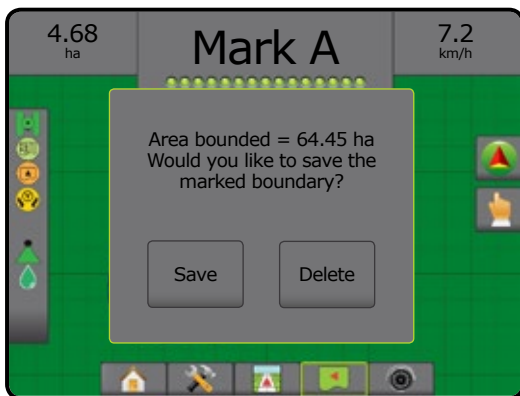 4.68
ha
Mark A
7.2
km/h
Area bounded = 64.45 ha
Would you like to save the
marked boundary?
Save
Delete